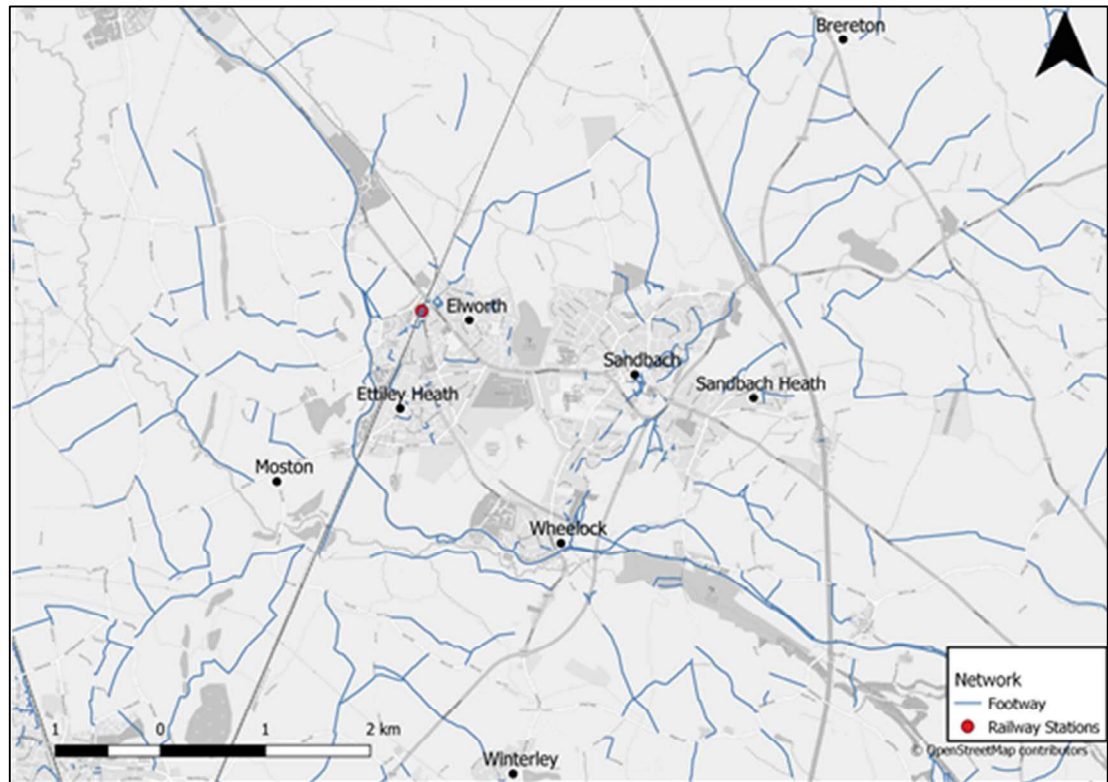 Brereton
Elworth
Sandbach
Sandbach Heath
Ettiley Heath
Moston
Wheelock
Winterley
1 0 1 2 km
Network
Footway
Railway Stations
© OpenStreetMap contributors